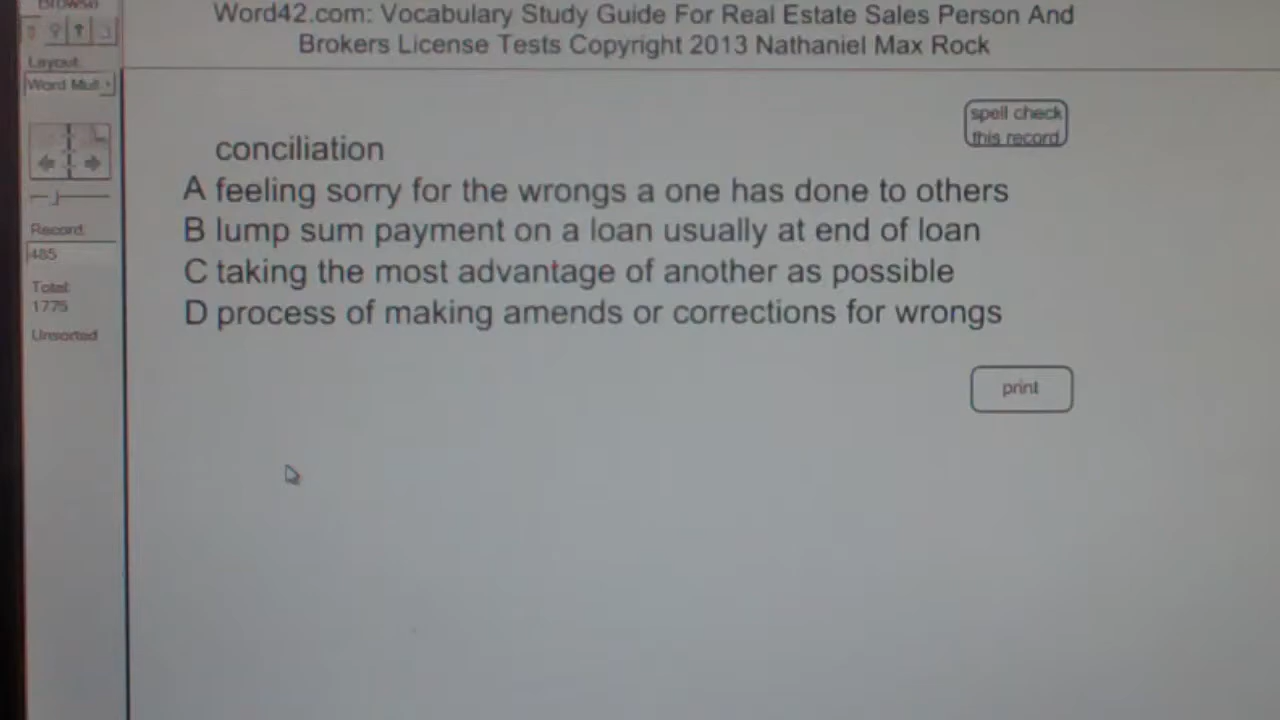 Browse
Word42.com: Vocabulary Study Guide For Real Estate Sales Person And
Brokers License Tests Copyright 2013 Nathaniel Max Rock
Layout:
Word Mult
spell check
this record
conciliation
A feeling sorry for the wrongs a one has done to others
B lump sum payment on a loan usually at end of loan
C taking the most advantage of another as possible
D process of making amends or corrections for wrongs
Record:
485
Total:
1775
Unsorted
print